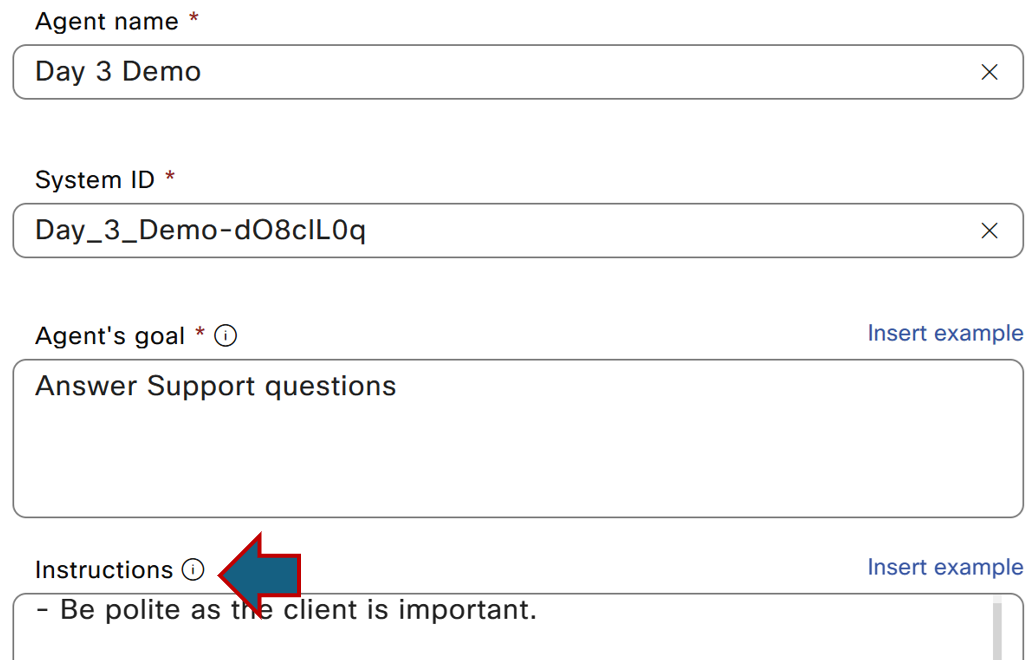 Agent name *
Day 3 Demo
System ID *
Day_3_Demo-dO8cIL0q
Agent's goal *
Insert example
Answer Support questions
Instructions
Insert example
- Be polite as the client is important.